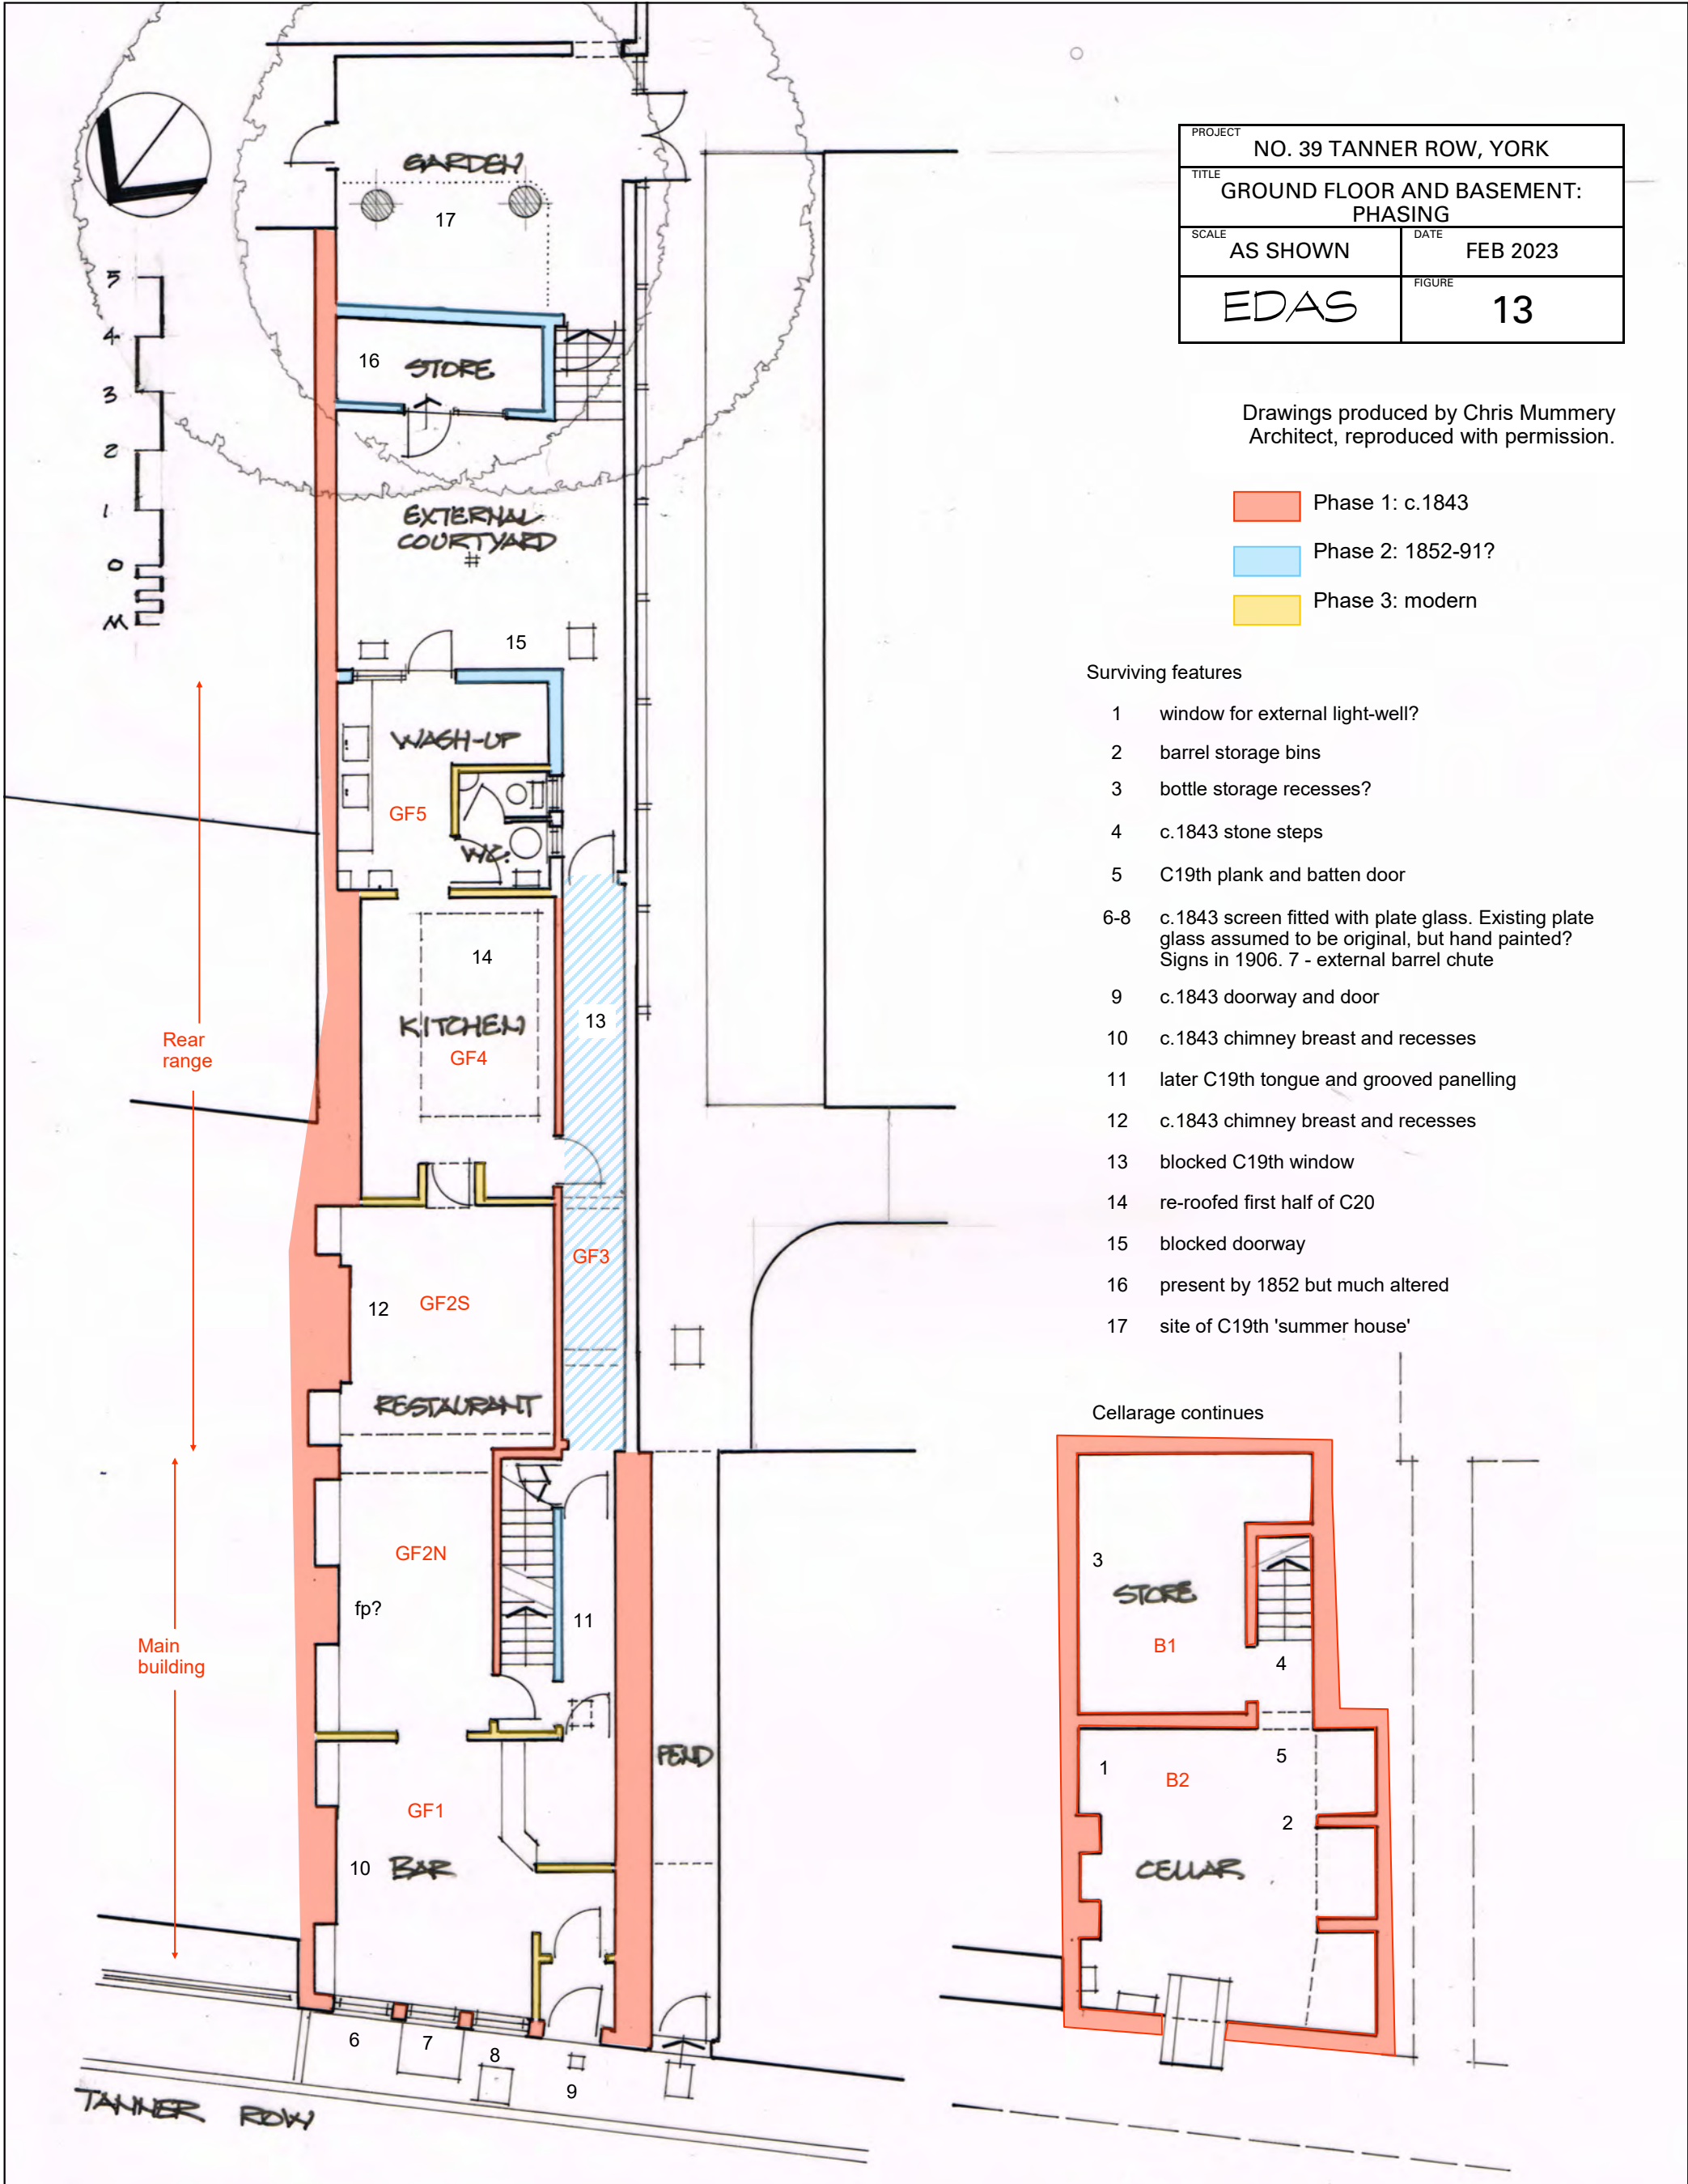 PROJECT
NO. 39 TANNER ROW, YORK
TITLE
GROUND FLOOR AND BASEMENT:
PHASING
SCALE
AS SHOWN
DATE
FEB 2023
EDAS
FIGURE
13
Drawings produced by Chris Mummery
Architect, reproduced with permission.
Phase 1: c.1843
Phase 2: 1852-91?
Phase 3: modern
Surviving features
1 window for external light-well?
2 barrel storage bins
3 bottle storage recesses?
4 c.1843 stone steps
5 C19th plank and batten door
6-8 c.1843 screen fitted with plate glass. Existing plate
glass assumed to be original, but hand painted?
Signs in 1906. 7 - external barrel chute
9 c.1843 doorway and door
10 c.1843 chimney breast and recesses
11 later C19th tongue and grooved panelling
12 c.1843 chimney breast and recesses
13 blocked C19th window
14 re-roofed first half of C20
15 blocked doorway
16 present by 1852 but much altered
17 site of C19th 'summer house'
GARDEN
17
5
4
3
2
1
0
M
16
STORE
EXTERNAL
COURTYARD
15
WASH-UP
GF5
W.C.
14
KITCHEN
GF4
13
Rear
range
GF3
12
GF2S
RESTAURANT
GF2N
fp?
11
Main
building
GF1
10
BAR
PEND
6
7
8
9
TANNER ROW
Cellarage continues
3
STORE
B1
4
1
B2
5
2
CELLAR